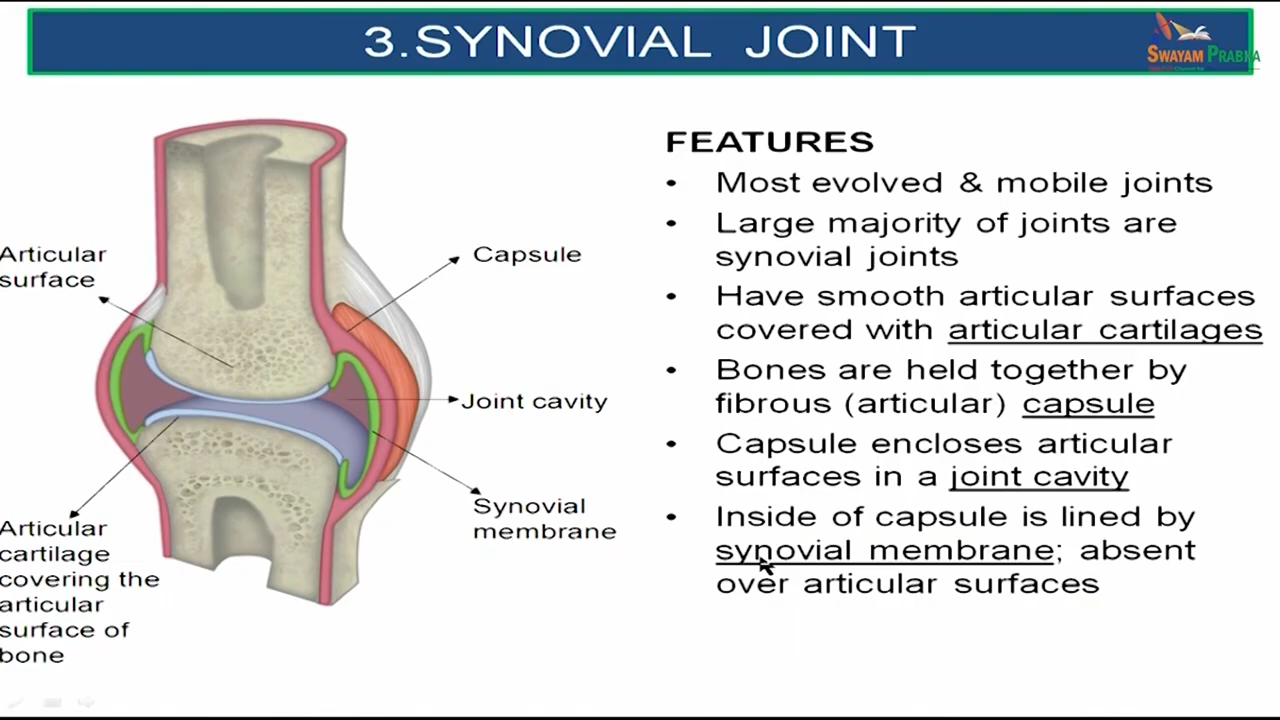 3.SYNOVIAL JOINT
SWAYAM PRABHA
Articular
surface
Capsule
Joint cavity
Synovial
membrane
Articular
cartilage
covering the
articular
surface of
bone
FEATURES
• Most evolved & mobile joints
• Large majority of joints are
synovial joints
• Have smooth articular surfaces
covered with articular cartilages
• Bones are held together by
fibrous (articular) capsule
• Capsule encloses articular
surfaces in a joint cavity
• Inside of capsule is lined by
synovial membrane; absent
over articular surfaces